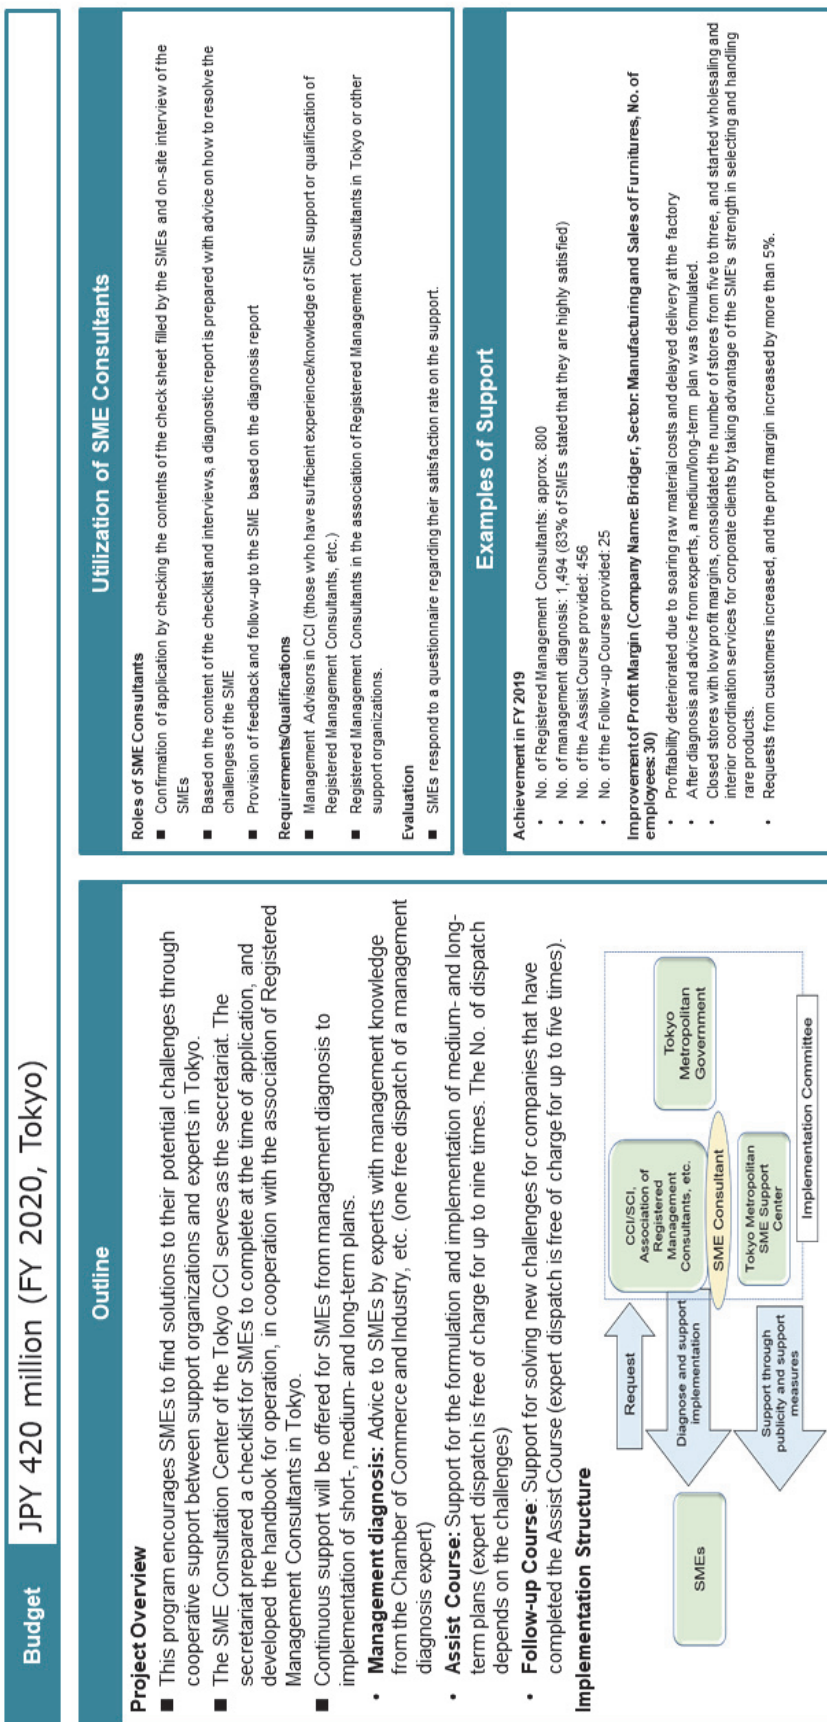 Budget
JPY 420 million (FY 2020, Tokyo)
Outline
Project Overview
■ This program encourages SMEs to find solutions to their potential challenges through
cooperative support between support organizations and experts in Tokyo.
■ The SME Consultation Center of the Tokyo CCI serves as the secretariat. The
secretariat prepared a checklist for SMEs to complete at the time of application, and
developed the handbook for operation, in cooperation with the association of Registered
Management Consultants in Tokyo.
■ Continuous support will be offered for SMEs from management diagnosis to
implementation of short-, medium- and long-term plans.
• Management diagnosis: Advice to SMEs by experts with management knowledge
from the Chamber of Commerce and Industry, etc. (one free dispatch of a management
diagnosis expert)
• Assist Course: Support for the formulation and implementation of medium- and long-
term plans (expert dispatch is free of charge for up to nine times. The No. of dispatch
depends on the challenges)
• Follow-up Course: Support for solving new challenges for companies that have
completed the Assist Course (expert dispatch is free of charge for up to five times).
Implementation Structure
SMEs
Request
Diagnose and support
implementation
Support through
publicity and support
measures
CCI/SCI,
Association of
Registered
Management
Consultants, etc.
SME Consultant
Tokyo Metropolitan
SME Support
Center
Tokyo
Metropolitan
Government
Implementation Committee
Utilization of SME Consultants
Roles of SME Consultants
■ Confirmation of application by checking the contents of the check sheet filled by the SMEs and on-site interview of the
SMEs
■ Based on the content of the checklist and interviews, a diagnostic report is prepared with advice on how to resolve the
challenges of the SME
■ Provision of feedback and follow-up to the SME based on the diagnosis report
Requirements/Qualifications
■ Management Advisors in CCI (those who have sufficient experience/knowledge of SME support or qualification of
Registered Management Consultants, etc.)
■ Registered Management Consultants in the association of Registered Management Consultants in Tokyo or other
support organizations.
Evaluation
■ SMEs respond to a questionnaire regarding their satisfaction rate on the support.
Examples of Support
Achievement in FY 2019
• No. of Registered Management Consultants: approx. 800
• No. of management diagnosis: 1,494 (83% of SMEs stated that they are highly satisfied)
• No. of the Assist Course provided: 456
• No. of the Follow-up Course provided: 25
Improvement of Profit Margin (Company Name: Bridger, Sector: Manufacturing and Sales of Furnitures, No. of
employees: 30)
• Profitability deteriorated due to soaring raw material costs and delayed delivery at the factory
• After diagnosis and advice from experts, a medium/long-term plan was formulated.
• Closed stores with low profit margins, consolidated the number of stores from five to three, and started wholesaling and
interior coordination services for corporate clients by taking advantage of the SME's strength in selecting and handling
rare products.
• Requests from customers increased, and the profit margin increased by more than 5%.